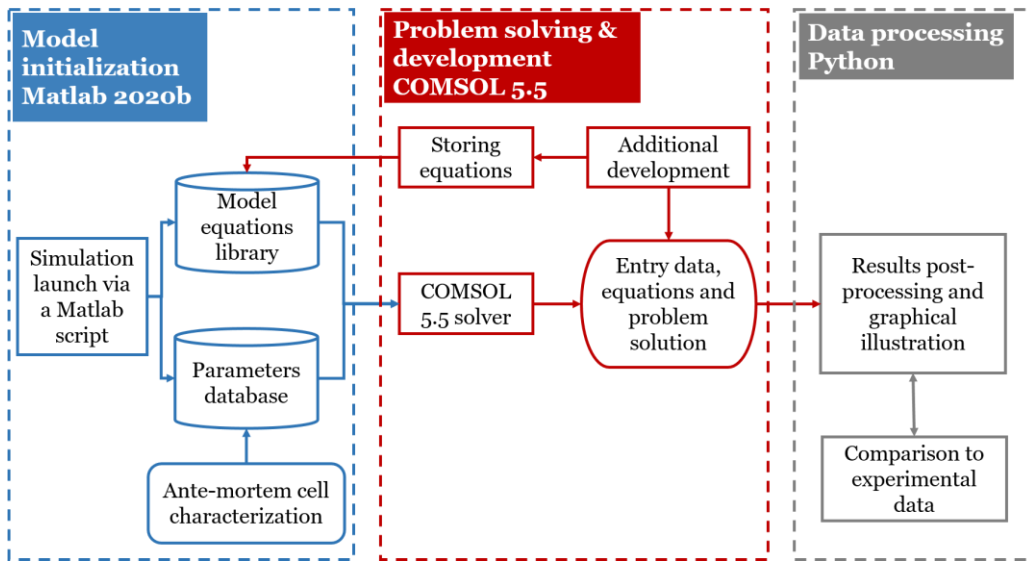 Model
initialization
Matlab 2020b
Problem solving &
development
COMSOL 5.5
Data processing
Python
Storing
equations
Additional
development
Model
equations
library
Simulation
launch via
a Matlab
script
COMSOL
5.5 solver
Entry data,
equations and
problem
solution
Results post-
processing and
graphical
illustration
Parameters
database
Ante-mortem cell
characterization
Comparison to
experimental
data